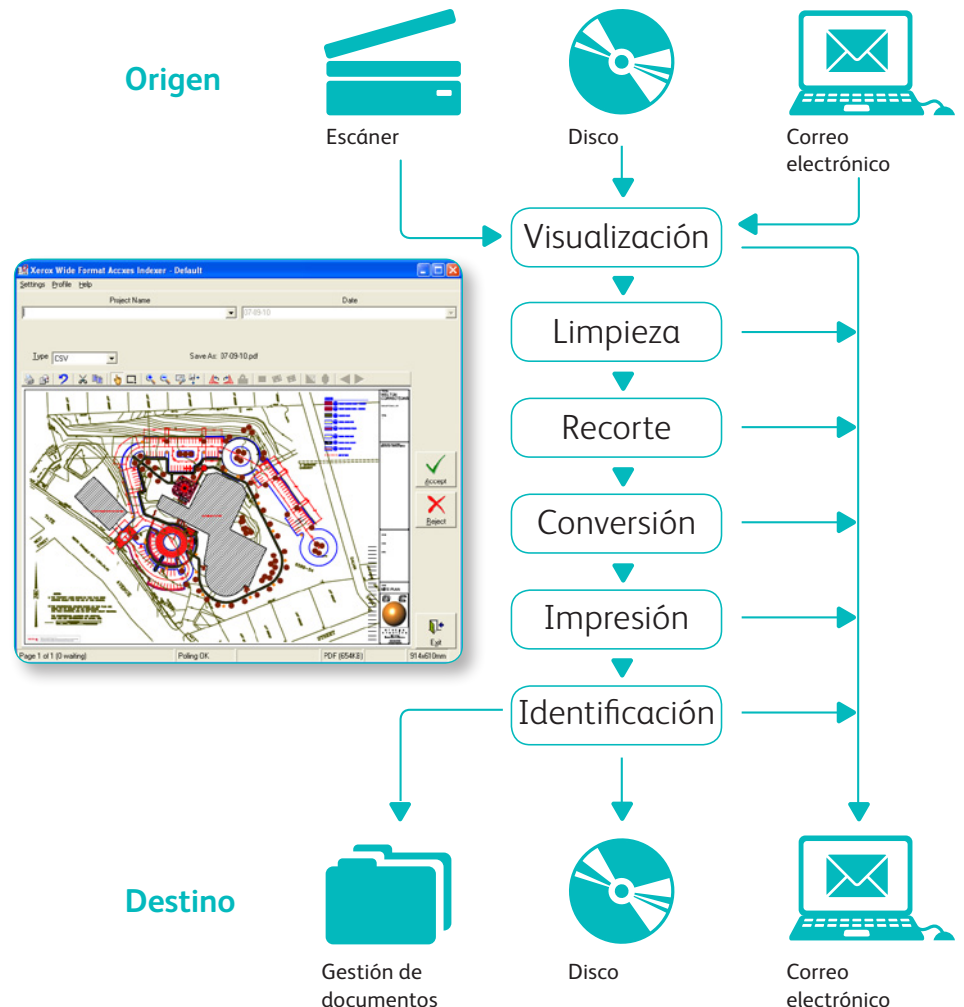 Origen
Escáner
Disco
Correo
electrónico
Visualización
Xerox Wide Format Accxes Indexer - Default
Settings Profile Help
Project Name
Date
07-09-10
Type
CSV
Save As: 07-09-10.pdf
Accept
Reject
Exit
Page 1 of 1 (0 waiting)
Polling OK
PDF (654KB)
914x610mm
Limpieza
Recorte
Conversión
Impresión
Identificación
Destino
Gestión de
documentos
Disco
Correo
electrónico